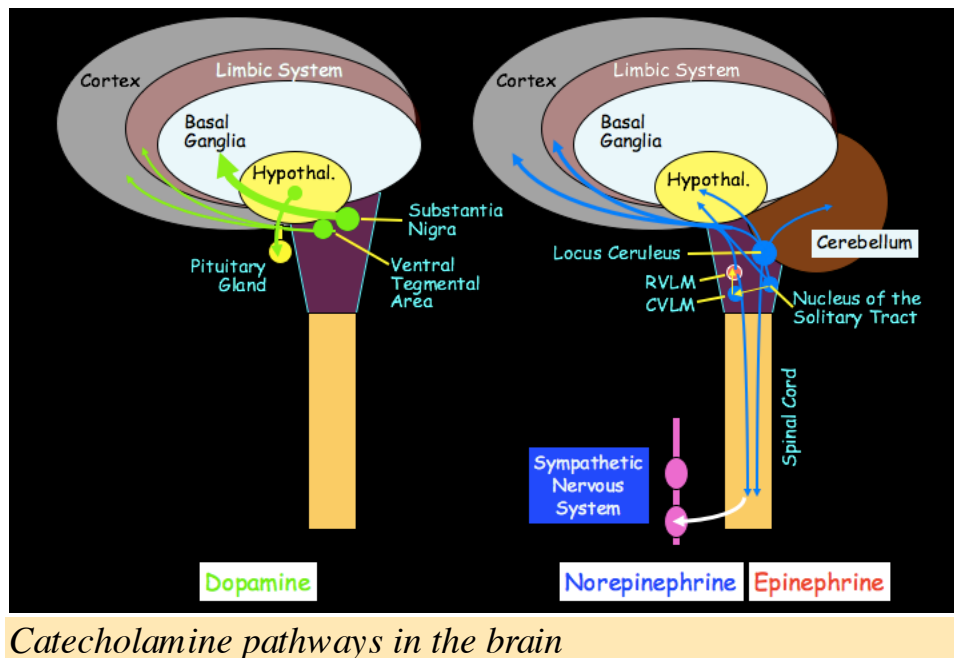 Cortex
Limbic System
Basal
Ganglia
Hypothal.
Substantia
Nigra
Pituitary
Gland
Ventral
Tegmental
Area
Dopamine
Cortex
Limbic System
Basal
Ganglia
Hypothal.
Locus Ceruleus
Cerebellum
RVLM
CVLM
Nucleus of the
Solitary Tract
Spinal Cord
Sympathetic
Nervous
System
Norepinephrine
Epinephrine
Catecholamine pathways in the brain